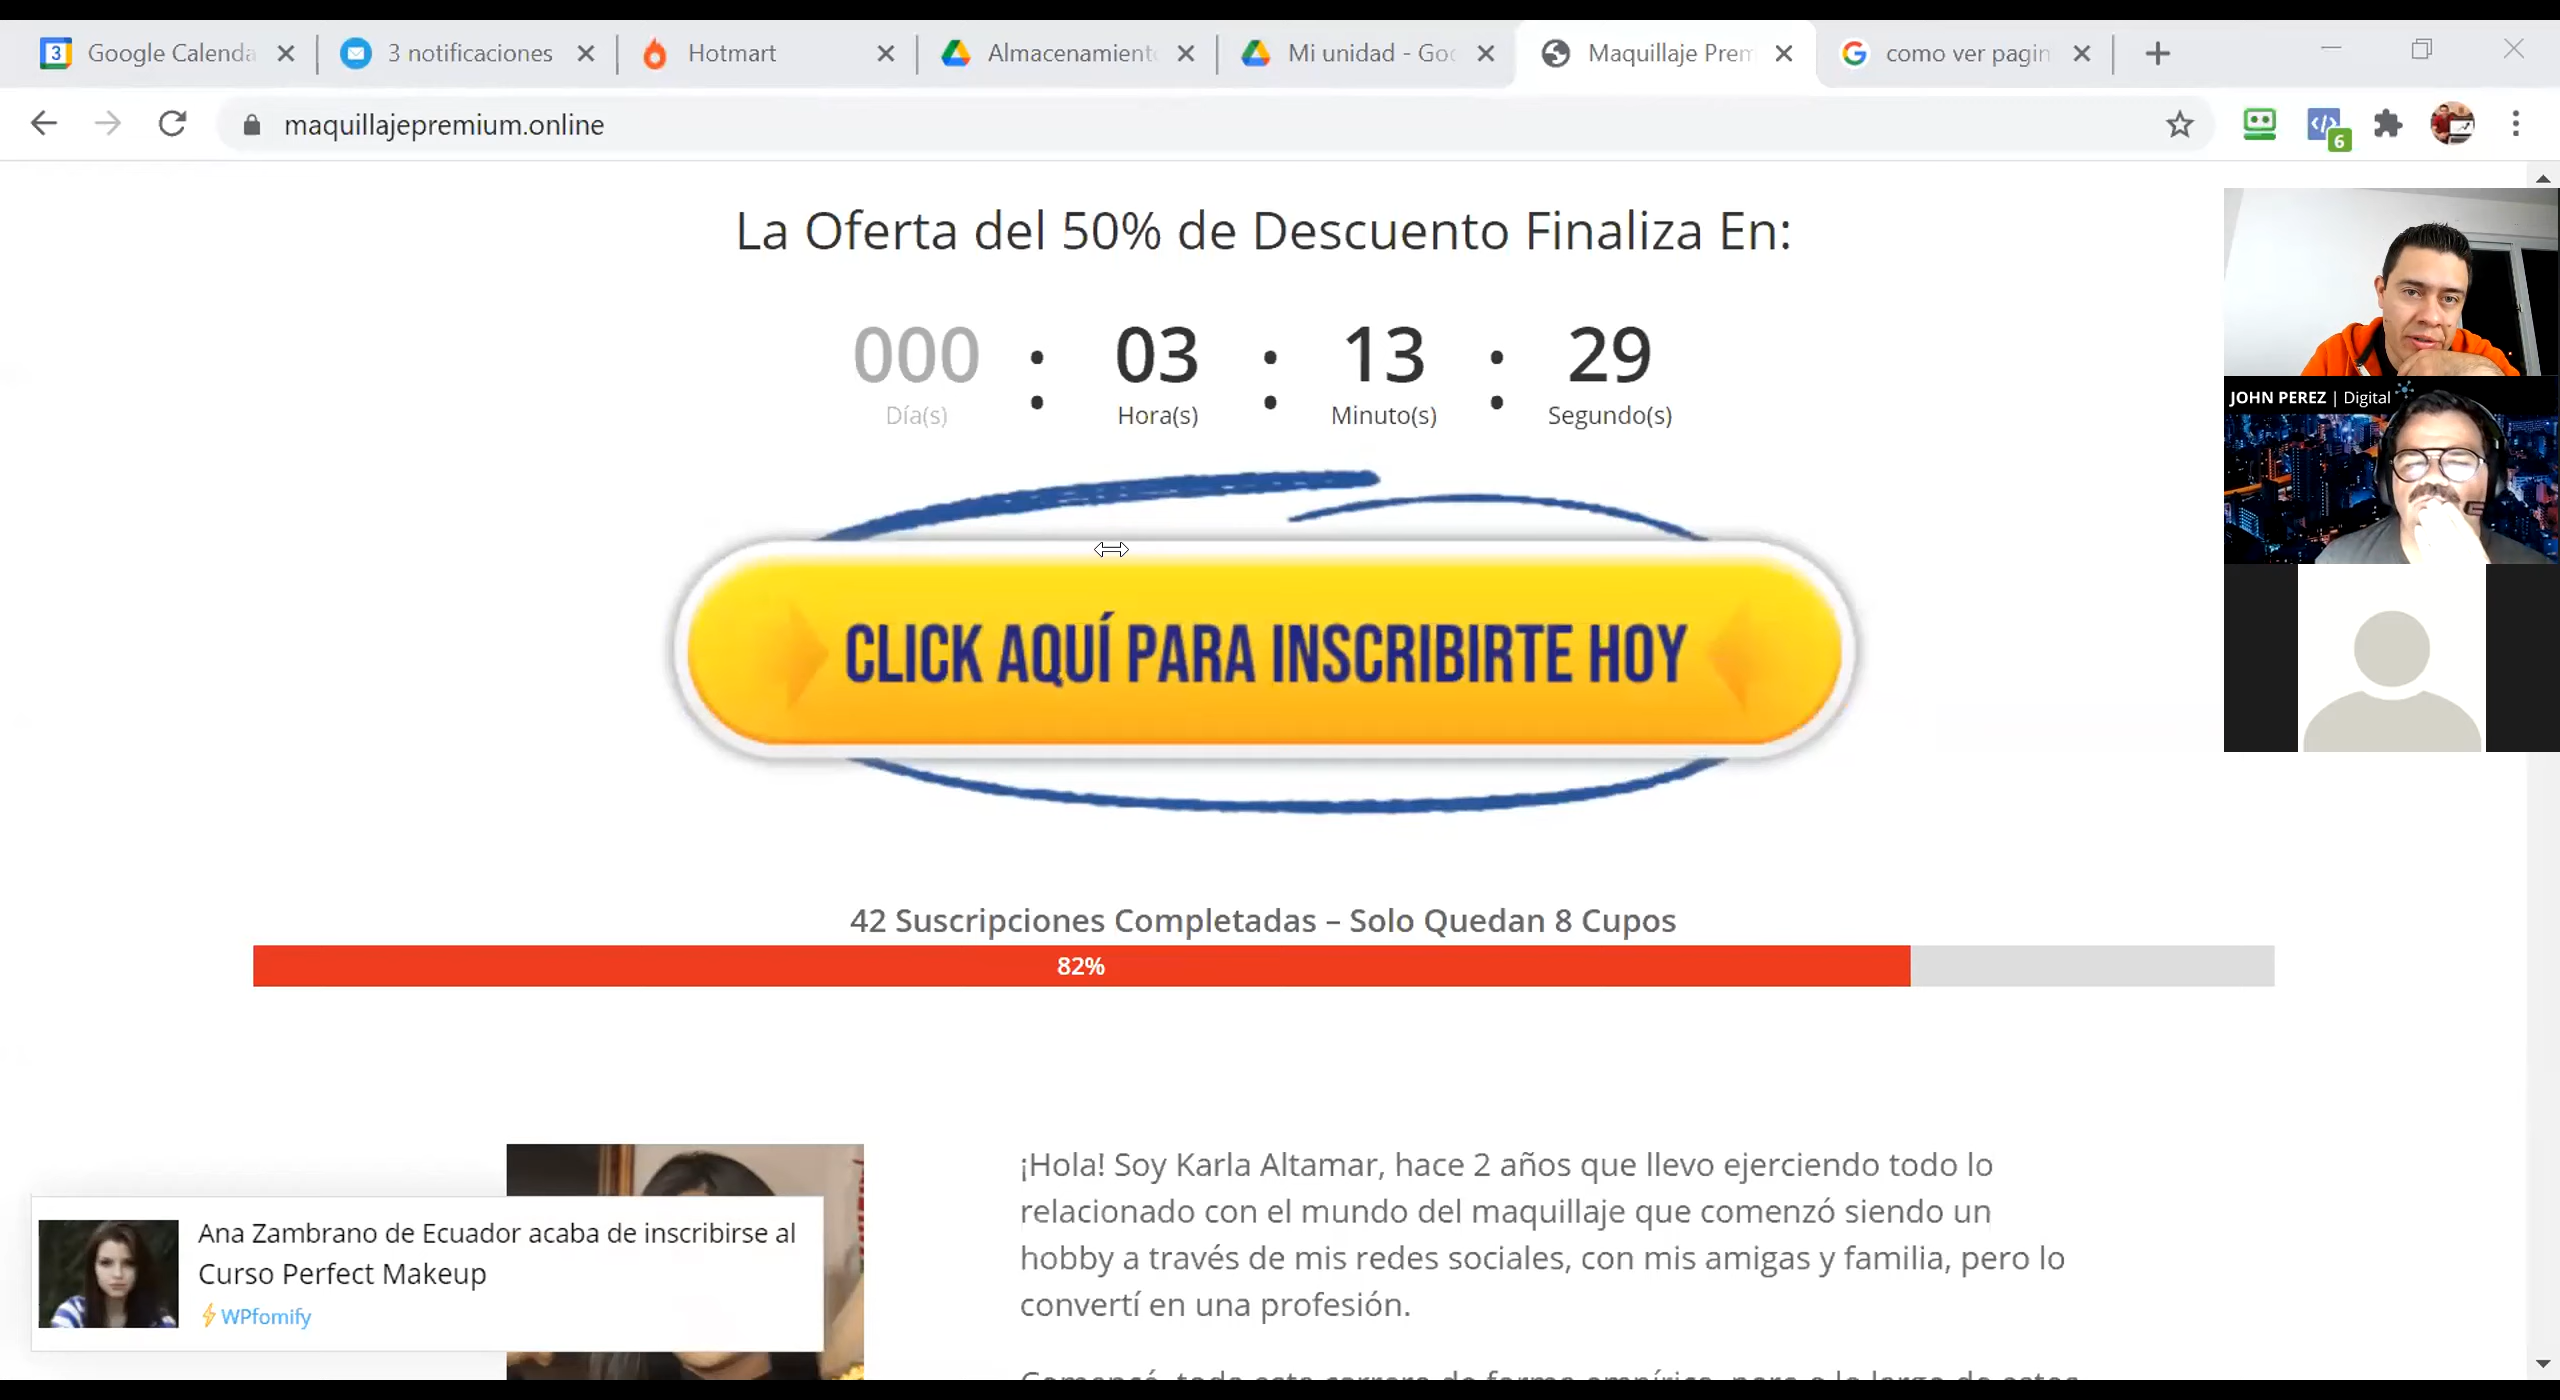 3
Google Calenda
3 notificaciones
Hotmart
Almacenamient
Mi unidad - Goo
Maquillaje Prem
como ver pagin
maquillajepremium.online
6
La Oferta del 50% de Descuento Finaliza En:
000 : 03 : 13 : 29
Día(s) Hora(s) Minuto(s) Segundo(s)
JOHN PEREZ | Digital
CLICK AQUÍ PARA INSCRIBIRTE HOY
42 Suscripciones Completadas – Solo Quedan 8 Cupos
82%
¡Hola! Soy Karla Altamar, hace 2 años que llevo ejerciendo todo lo
relacionado con el mundo del maquillaje que comenzó siendo un
hobby a través de mis redes sociales, con mis amigas y familia, pero lo
convertí en una profesión.
Ana Zambrano de Ecuador acaba de inscribirse al
Curso Perfect Makeup
WPfomify